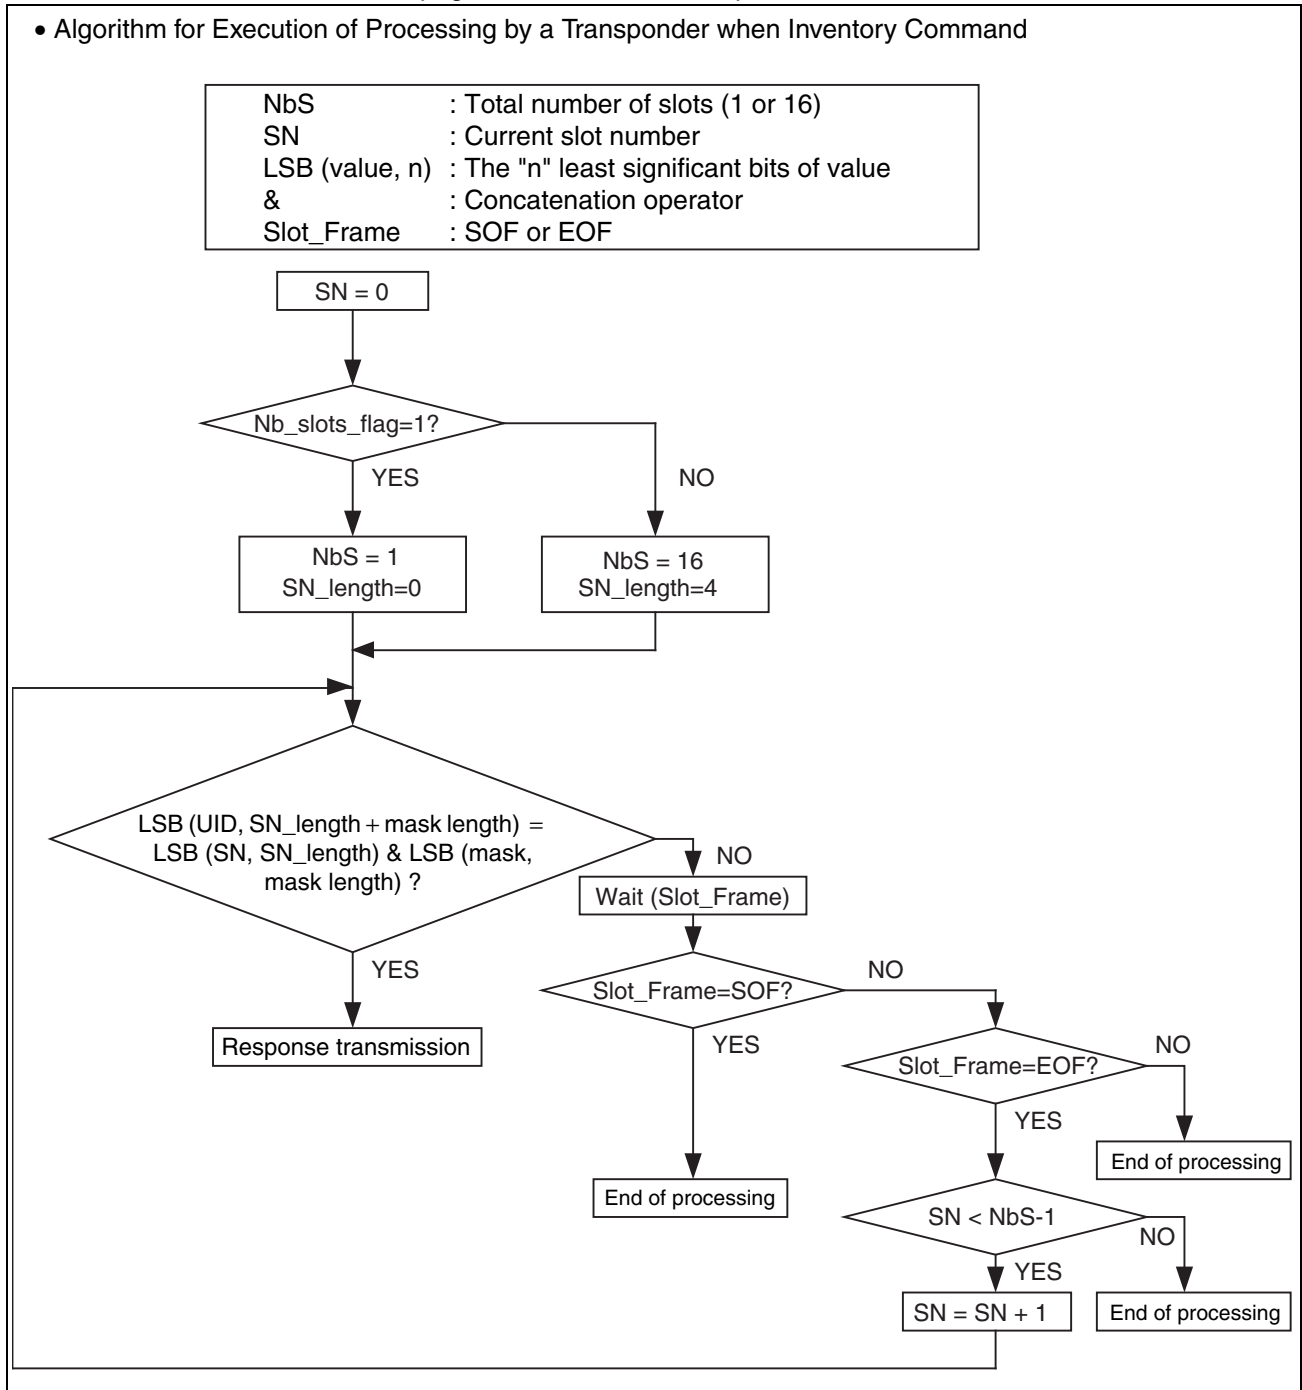 • Algorithm for Execution of Processing by a Transponder when Inventory Command
NbS : Total number of slots (1 or 16)
SN : Current slot number
LSB (value, n) : The "n" least significant bits of value
& : Concatenation operator
Slot_Frame : SOF or EOF
SN = 0
Nb_slots_flag=1?
YES
NO
NbS = 1
SN_length=0
NbS = 16
SN_length=4
LSB (UID, SN_length + mask length) =
LSB (SN, SN_length) & LSB (mask,
mask length) ?
NO
Wait (Slot_Frame)
YES
Response transmission
Slot_Frame=SOF?
NO
YES
End of processing
Slot_Frame=EOF?
NO
YES
End of processing
SN < NbS-1
NO
YES
SN = SN + 1
End of processing